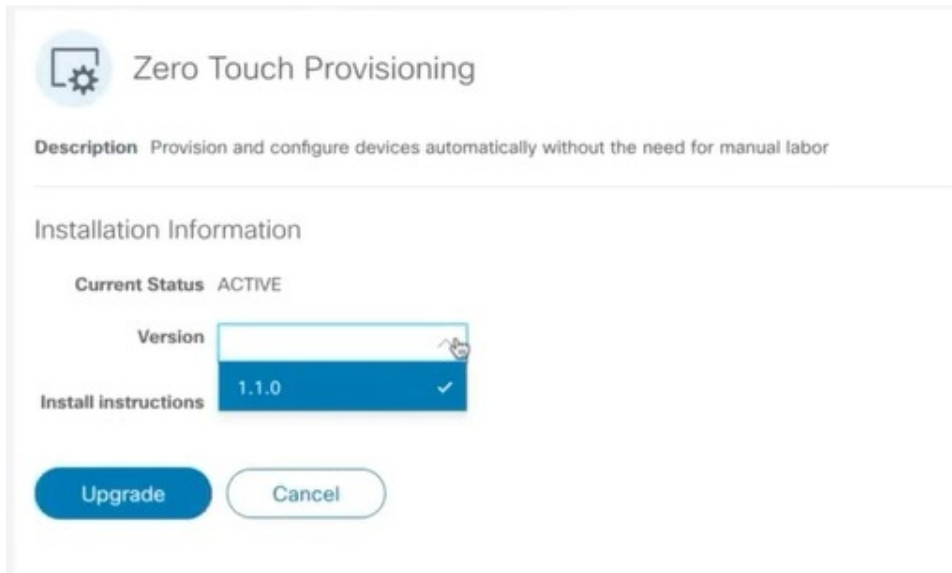 Zero Touch Provisioning
Description Provision and configure devices automatically without the need for manual labor
Installation Information
Current Status ACTIVE
Version
1.1.0
Install instructions
Upgrade Cancel